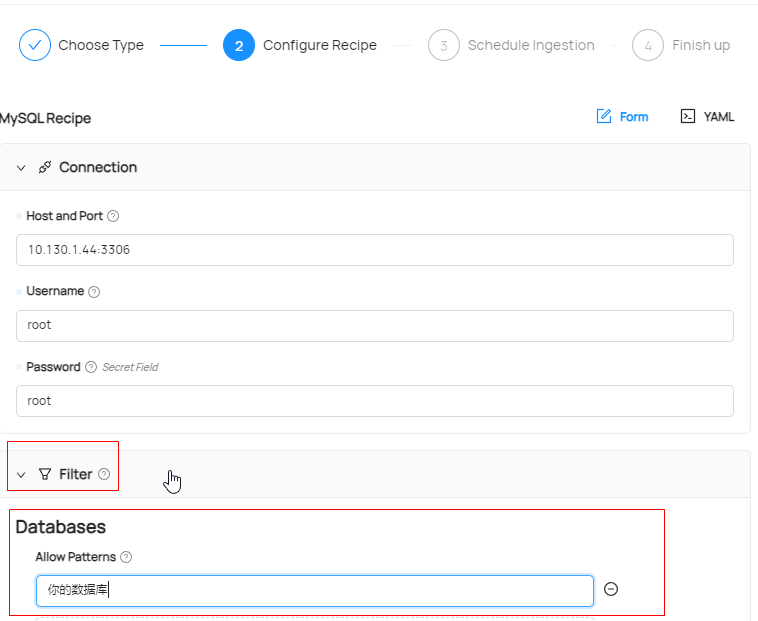 Choose Type
2 Configure Recipe
3 Schedule Ingestion
4 Finish up
MySQL Recipe
Form
YAML
Connection
Host and Port
10.130.1.44:3306
Username
root
Password Secret Field
root
Filter
Databases
Allow Patterns
你的数据库